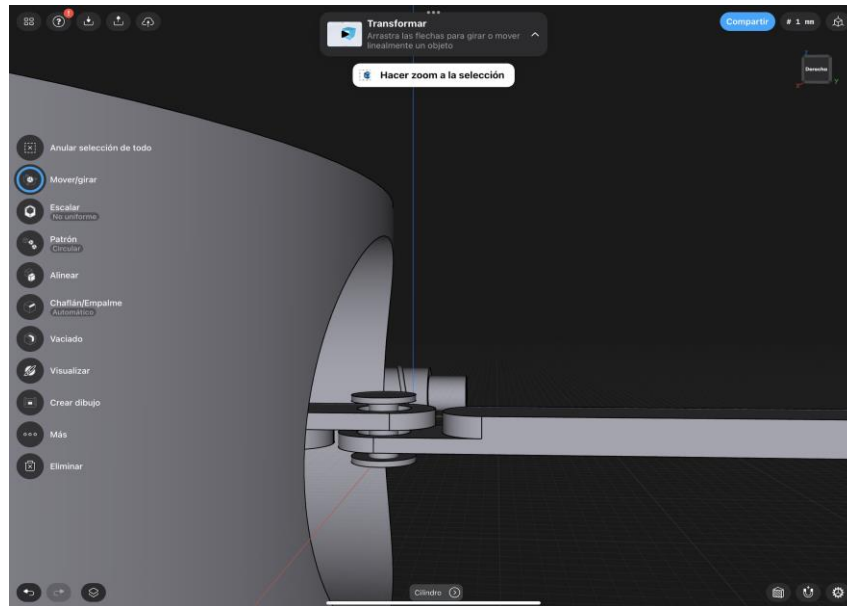 2
Transformar
Arrastra las flechas para girar o mover
linealmente un objeto
Compartir
# 1 mm
Hacer zoom a la selección
Derecha
Z
Y
Anular selección de todo
Mover/girar
Escalar
No uniforme
Patrón
Circular
Alinear
Chaflán/Empalme
Automático
Vaciado
Visualizar
Crear dibujo
Más
Eliminar
Cilindro